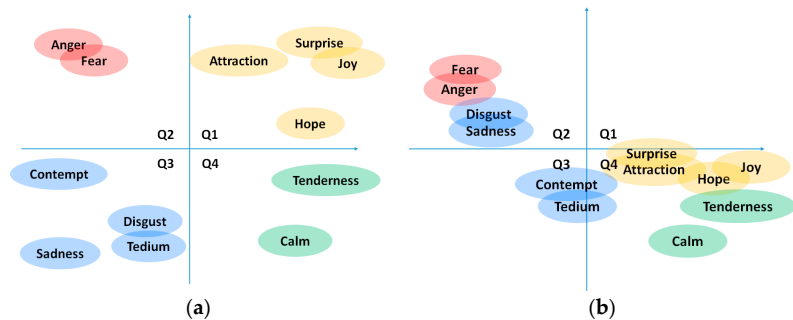 Anger
Fear
Attraction
Surprise
Joy
Hope
Q2 Q1
Q3 Q4
Contempt
Tenderness
Disgust
Tedium
Sadness
Calm
(a)
Fear
Anger
Disgust
Sadness
Q2 Q1
Q3 Q4
Surprise
Attraction
Joy
Hope
Contempt
Tedium
Tenderness
Calm
(b)